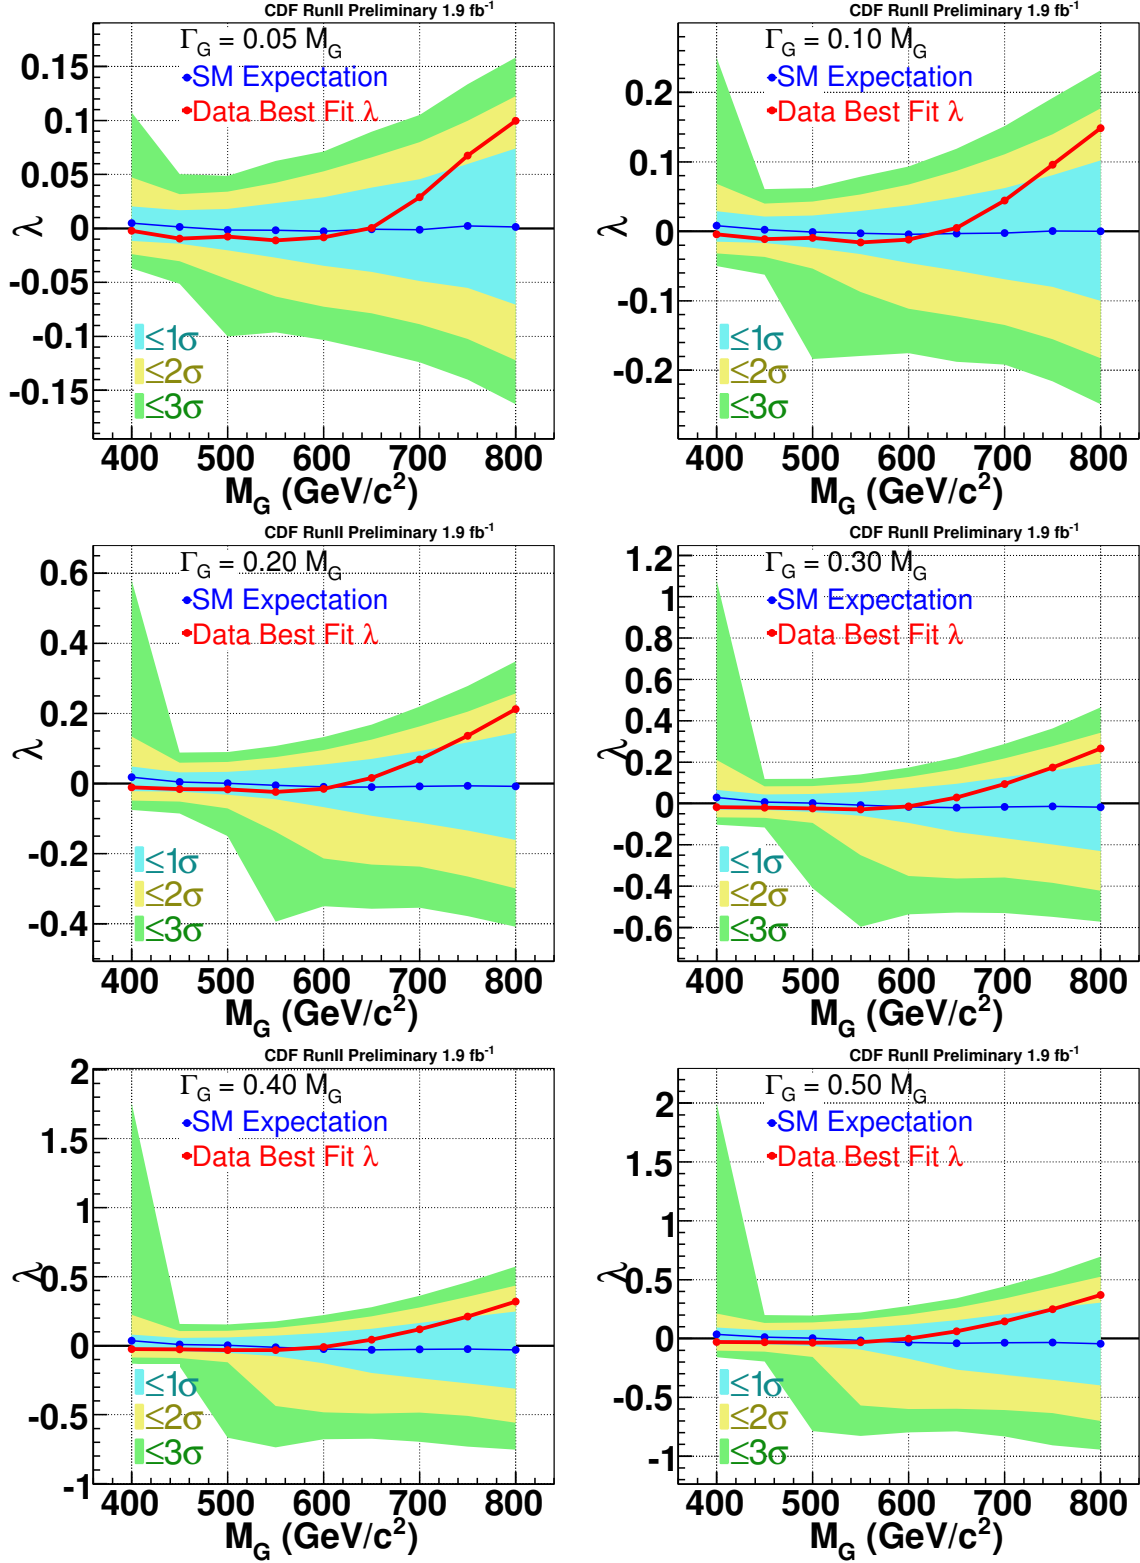 CDF RunII Preliminary 1.9 fb⁻¹
Γ_G = 0.05 M_G
SM Expectation
Data Best Fit λ
0.15
0.1
0.05
0
-0.05
-0.1
-0.15
λ
≤1σ
≤2σ
≤3σ
400 500 600 700 800
M_G (GeV/c²)
CDF RunII Preliminary 1.9 fb⁻¹
Γ_G = 0.10 M_G
SM Expectation
Data Best Fit λ
0.2
0.1
0
-0.1
-0.2
λ
≤1σ
≤2σ
≤3σ
400 500 600 700 800
M_G (GeV/c²)
CDF RunII Preliminary 1.9 fb⁻¹
Γ_G = 0.20 M_G
SM Expectation
Data Best Fit λ
0.6
0.4
0.2
0
-0.2
-0.4
λ
≤1σ
≤2σ
≤3σ
400 500 600 700 800
M_G (GeV/c²)
CDF RunII Preliminary 1.9 fb⁻¹
Γ_G = 0.30 M_G
SM Expectation
Data Best Fit λ
1.2
1
0.8
0.6
0.4
0.2
0
-0.2
-0.4
-0.6
λ
≤1σ
≤2σ
≤3σ
400 500 600 700 800
M_G (GeV/c²)
CDF RunII Preliminary 1.9 fb⁻¹
Γ_G = 0.40 M_G
SM Expectation
Data Best Fit λ
2
1.5
1
0.5
0
-0.5
-1
λ
≤1σ
≤2σ
≤3σ
400 500 600 700 800
M_G (GeV/c²)
CDF RunII Preliminary 1.9 fb⁻¹
Γ_G = 0.50 M_G
SM Expectation
Data Best Fit λ
2
1.5
1
0.5
0
-0.5
-1
λ
≤1σ
≤2σ
≤3σ
400 500 600 700 800
M_G (GeV/c²)